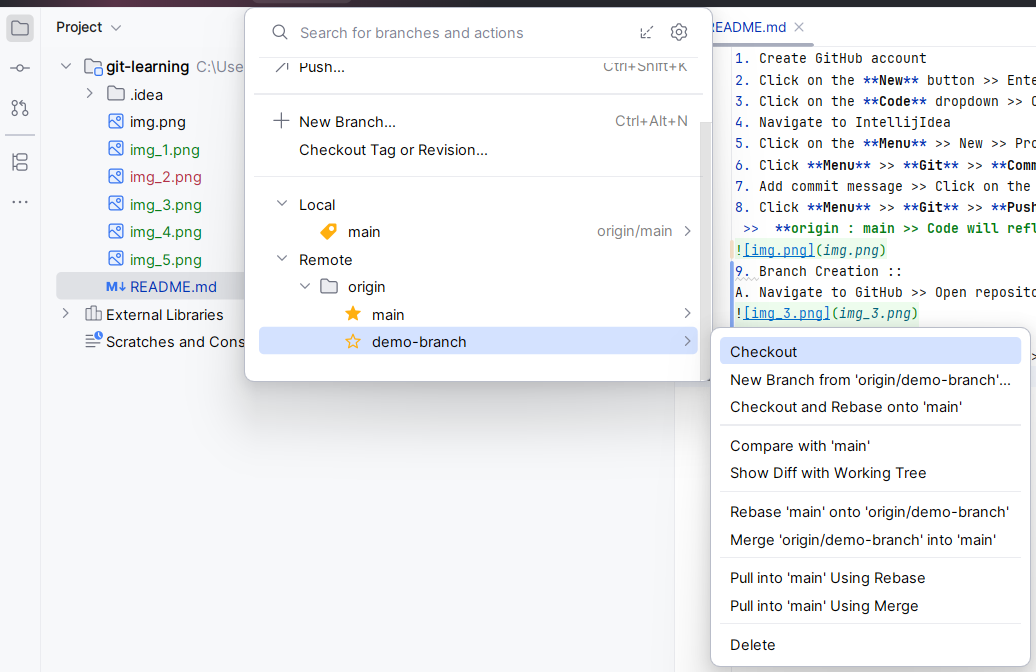 Project
git-learning C:\Use
.idea
img.png
img_1.png
img_2.png
img_3.png
img_4.png
img_5.png
M↓ README.md
External Libraries
Scratches and Cons
Search for branches and actions
Push... Ctrl+Shift+K
New Branch... Ctrl+Alt+N
Checkout Tag or Revision...
Local
main origin/main
Remote
origin
main
demo-branch
README.md
1. Create GitHub account
2. Click on the **New** button >> Ente
3. Click on the **Code** dropdown >> C
4. Navigate to IntellijIdea
5. Click on the **Menu** >> New >> Pro
6. Click **Menu** >> **Git** >> **Comm
7. Add commit message >> Click on the
8. Click **Menu** >> **Git** >> **Push
>> **origin : main >> Code will refl
![img.png](img.png)
9. Branch Creation ::
A. Navigate to GitHub >> Open reposito
![img_3.png](img_3.png)
Checkout
New Branch from 'origin/demo-branch'...
Checkout and Rebase onto 'main'
Compare with 'main'
Show Diff with Working Tree
Rebase 'main' onto 'origin/demo-branch'
Merge 'origin/demo-branch' into 'main'
Pull into 'main' Using Rebase
Pull into 'main' Using Merge
Delete